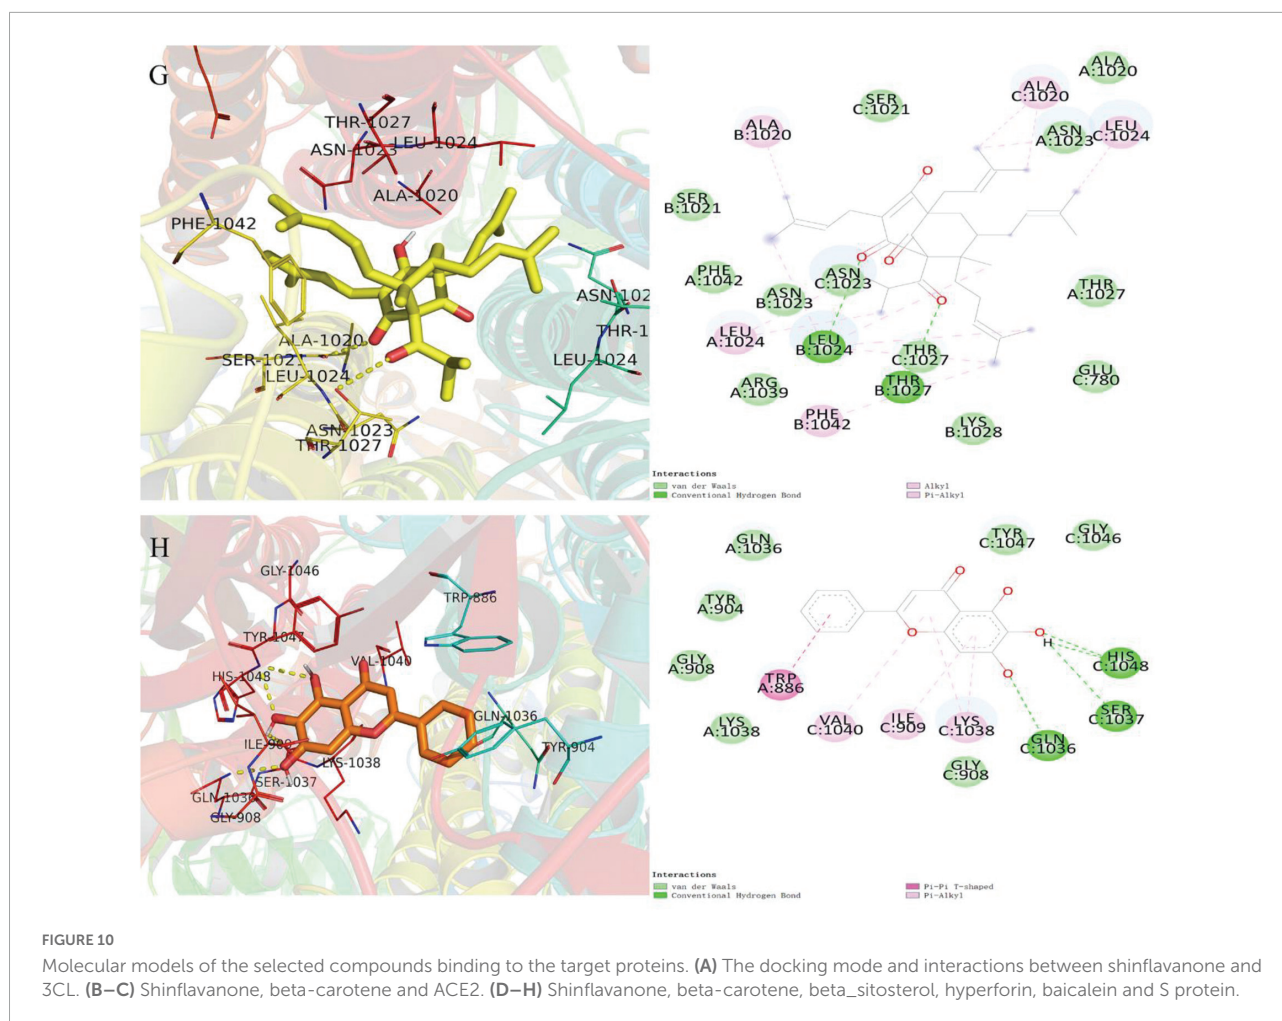 G
THR-1027
ASN-1023
LEU-1024
ALA-1020
PHE-1042
ASN-102
THR-1
LEU-1024
ALA-1020
SER-1021
LEU-1024
ASN-1023
THR-1027
ALA
A:1020
ALA
C:1020
SER
C:1021
ALA
B:1020
ASN
A:1023
LEU
C:1024
SER
B:1021
O
O
O
O
PHE
A:1042
ASN
B:1023
ASN
C:1023
THR
A:1027
LEU
A:1024
LEU
B:1024
THR
C:1027
ARG
A:1039
THR
B:1027
GLU
C:780
PHE
B:1042
LYS
B:1028
Interactions
van der Waals
Conventional Hydrogen Bond
Alkyl
Pi-Alkyl
H
GLY-1046
TRP-886
TYR-1047
VAL-1040
HIS-1048
GLN-1036
ILE-909
TYR-904
LYS-1038
SER-1037
GLN-1036
GLY-908
GLN
A:1036
TYR
C:1047
GLY
C:1046
TYR
A:904
O
O
O
O
O
H
GLY
A:908
TRP
A:886
HIS
C:1048
LYS
A:1038
VAL
C:1040
ILE
C:909
LYS
C:1038
SER
C:1037
GLN
C:1036
GLY
C:908
Interactions
van der Waals
Conventional Hydrogen Bond
Pi-Pi T-shaped
Pi-Alkyl
FIGURE 10
Molecular models of the selected compounds binding to the target proteins. (A) The docking mode and interactions between shinflavanone and
3CL. (B–C) Shinflavanone, beta-carotene and ACE2. (D–H) Shinflavanone, beta-carotene, beta_sitosterol, hyperforin, baicalein and S protein.